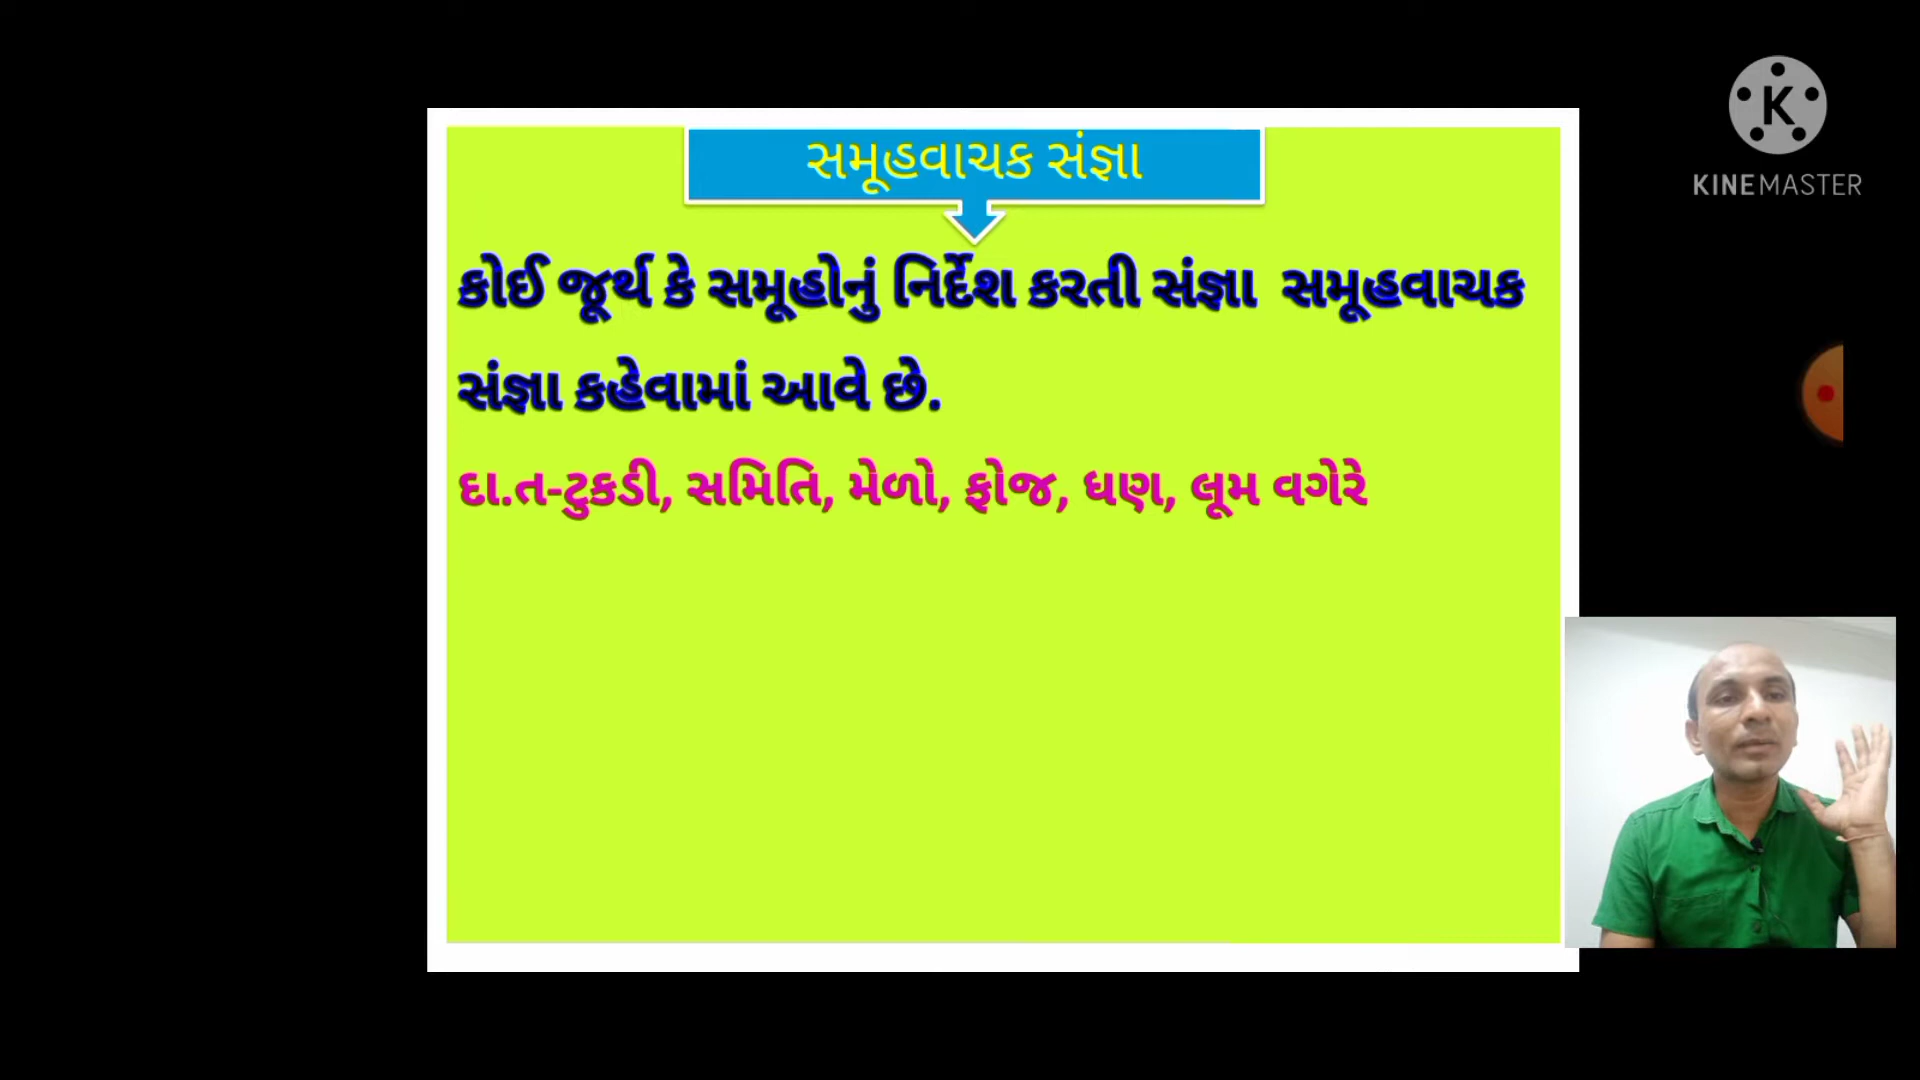 સમૂહવાચક સંજ્ઞા
કોઈ જૂર્થ કે સમૂહોનું નિર્દેશ કરતી સંજ્ઞા સમૂહવાચક
સંજ્ઞા કહેવામાં આવે છે.
દા.ત-ટુકડી, સમિતિ, મેળો, ફોજ, ધણ, લૂમ વગેરે
K
KINEMASTER